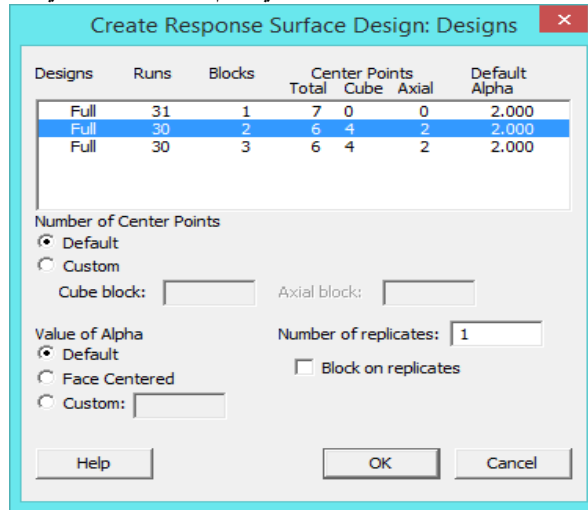 Create Response Surface Design: Designs
Designs Runs Blocks Center Points Default
Total Cube Axial Alpha
Full 31 1 7 0 0 2.000
Full 30 2 6 4 2 2.000
Full 30 3 6 4 2 2.000
Number of Center Points
Default
Custom
Cube block: Axial block:
Value of Alpha Number of replicates: 1
Default
Block on replicates
Face Centered
Custom:
Help OK Cancel